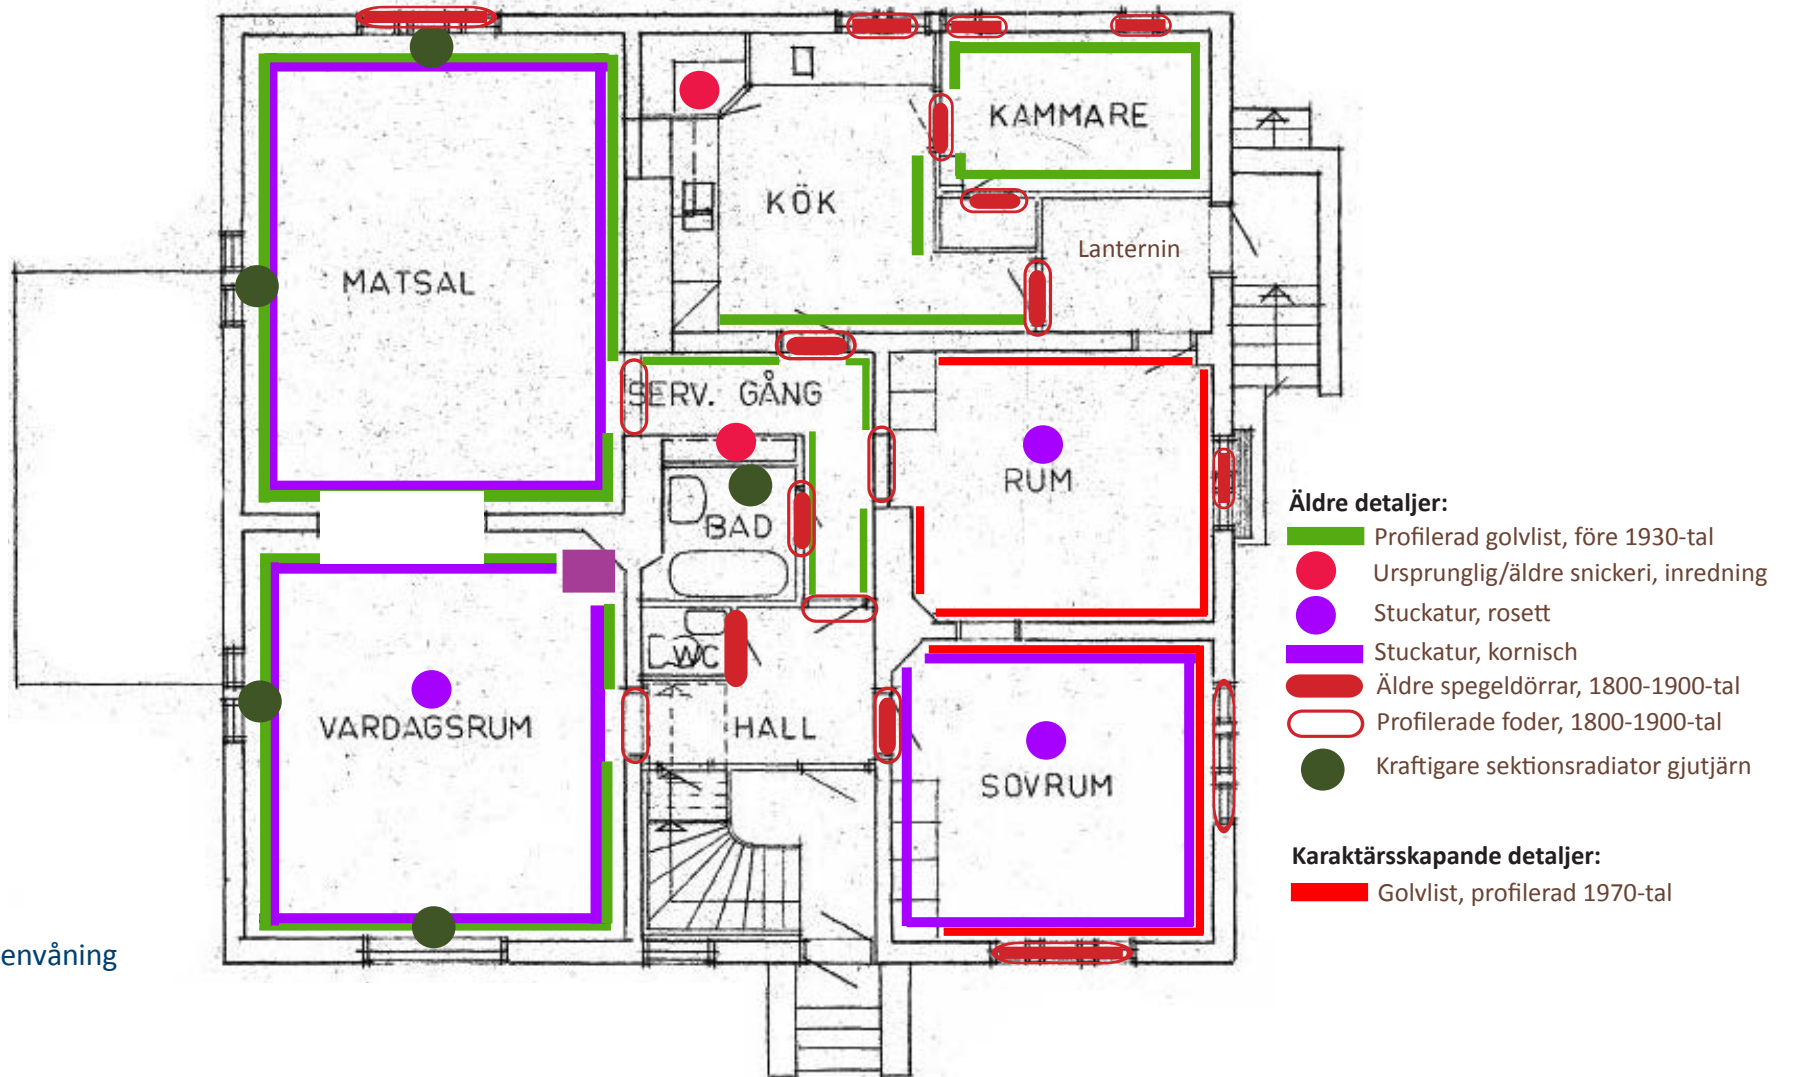 KAMMARE
KÖK
Lanternin
MATSAL
SERV. GÅNG
RUM
BAD
WC
VARDAGSRUM
HALL
SOVRUM
Äldre detaljer:
Profilerad golvlist, före 1930-tal
Ursprunglig/äldre snickeri, inredning
Stuckatur, rosett
Stuckatur, kornisch
Äldre spegeldörrar, 1800-1900-tal
Profilerade foder, 1800-1900-tal
Kraftigare sektionsradiator gjutjärn
Karaktärsskapande detaljer:
Golvlist, profilerad 1970-tal
envåning